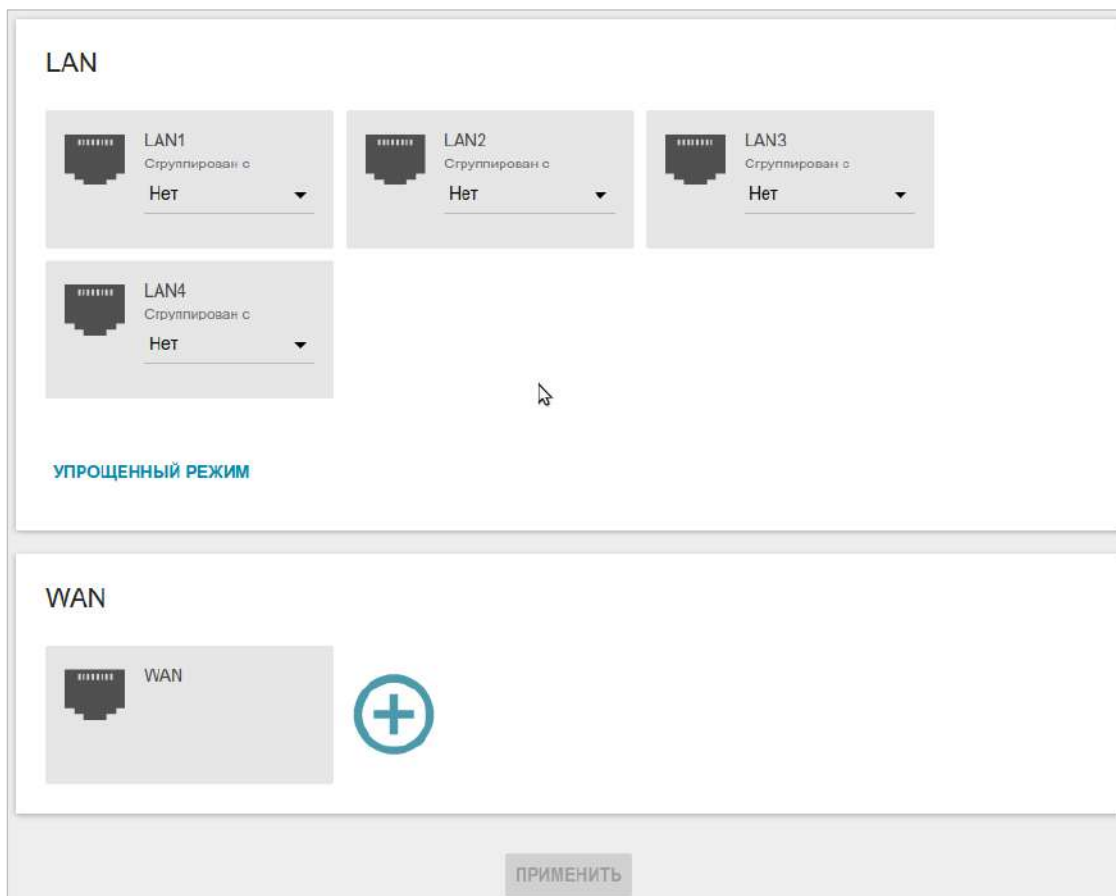 LAN
LAN1
Сгруппирован с
Нет
LAN2
Сгруппирован с
Нет
LAN3
Сгруппирован с
Нет
LAN4
Сгруппирован с
Нет
УПРОЩЕННЫЙ РЕЖИМ
WAN
WAN
ПРИМЕНИТЬ